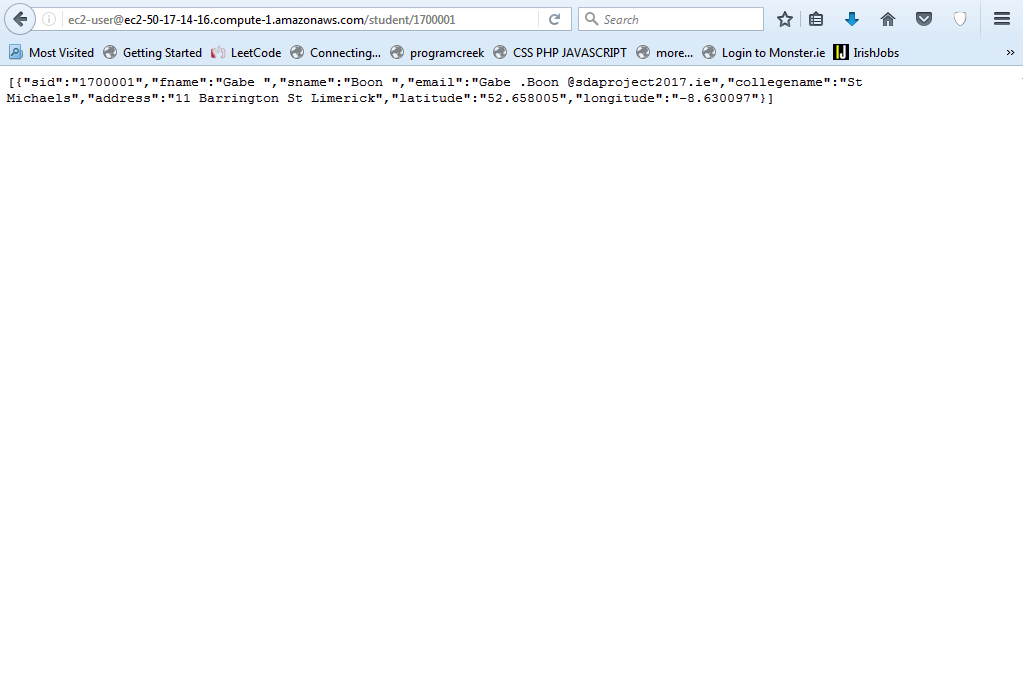 ec2-user@ec2-50-17-14-16.compute-1.amazonaws.com/student/1700001 Search
Most Visited Getting Started LeetCode Connecting... programcreek CSS PHP JAVASCRIPT more... Login to Monster.ie IJ IrishJobs »
[{"sid":"1700001","fname":"Gabe ","sname":"Boon ","email":"Gabe .Boon @sdaproject2017.ie","collegename":"St
Michaels","address":"11 Barrington St Limerick","latitude":"52.658005","longitude":"-8.630097"}]